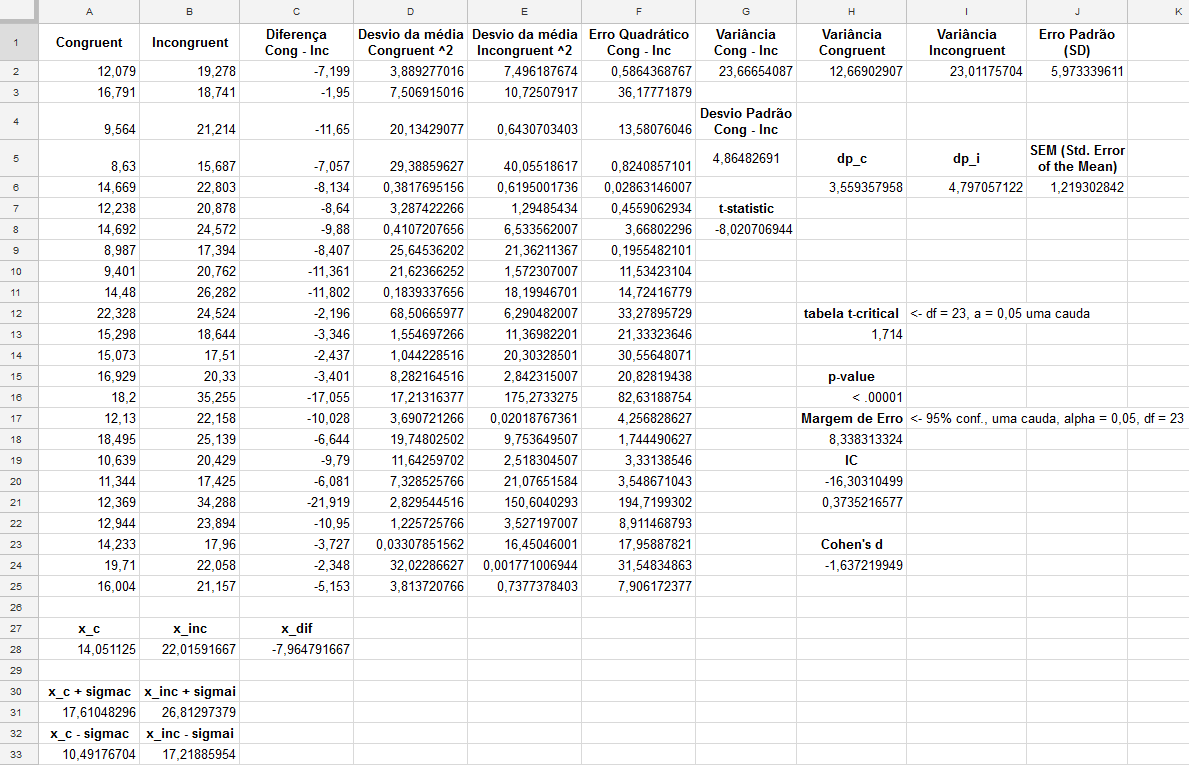 A B C D E F G H I J K
1 Congruent Incongruent Diferença Cong - Inc Desvio da média Congruent ^2 Desvio da média Incongruent ^2 Erro Quadrático Cong - Inc Variância Cong - Inc Variância Congruent Variância Incongruent Erro Padrão (SD)
2 12,079 19,278 -7,199 3,889277016 7,496187674 0,5864368767 23,66654087 12,66902907 23,01175704 5,973339611
3 16,791 18,741 -1,95 7,506915016 10,72507917 36,17771879
4 9,564 21,214 -11,65 20,13429077 0,6430703403 13,58076046 Desvio Padrão Cong - Inc
5 8,63 15,687 -7,057 29,38859627 40,05518617 0,8240857101 4,86482691 dp_c dp_i SEM (Std. Error of the Mean)
6 14,669 22,803 -8,134 0,3817695156 0,6195001736 0,02863146007 3,559357958 4,797057122 1,219302842
7 12,238 20,878 -8,64 3,287422266 1,29485434 0,4559062934 t-statistic
8 14,692 24,572 -9,88 0,4107207656 6,533562007 3,66802296 -8,020706944
9 8,987 17,394 -8,407 25,64536202 21,36211367 0,1955482101
10 9,401 20,762 -11,361 21,62366252 1,572307007 11,53423104
11 14,48 26,282 -11,802 0,1839337656 18,19946701 14,72416779
12 22,328 24,524 -2,196 68,50665977 6,290482007 33,27895729 tabela t-critical <- df = 23, a = 0,05 uma cauda
13 15,298 18,644 -3,346 1,554697266 11,36982201 21,33323646 1,714
14 15,073 17,51 -2,437 1,044228516 20,30328501 30,55648071
15 16,929 20,33 -3,401 8,282164516 2,842315007 20,82819438 p-value
16 18,2 35,255 -17,055 17,21316377 175,2733275 82,63188754 < .00001
17 12,13 22,158 -10,028 3,690721266 0,02018767361 4,256828627 Margem de Erro <- 95% conf., uma cauda, alpha = 0,05, df = 23
18 18,495 25,139 -6,644 19,74802502 9,753649507 1,744490627 8,338313324
19 10,639 20,429 -9,79 11,64259702 2,518304507 3,33138546 IC
20 11,344 17,425 -6,081 7,328525766 21,07651584 3,548671043 -16,30310499
21 12,369 34,288 -21,919 2,829544516 150,6040293 194,7199302 0,3735216577
22 12,944 23,894 -10,95 1,225725766 3,527197007 8,911468793
23 14,233 17,96 -3,727 0,03307851562 16,45046001 17,95887821 Cohen's d
24 19,71 22,058 -2,348 32,02286627 0,001771006944 31,54834863 -1,637219949
25 16,004 21,157 -5,153 3,813720766 0,7377378403 7,906172377
26
27 x_c x_inc x_dif
28 14,051125 22,01591667 -7,964791667
29
30 x_c + sigmac x_inc + sigmai
31 17,61048296 26,81297379
32 x_c - sigmac x_inc - sigmai
33 10,49176704 17,21885954